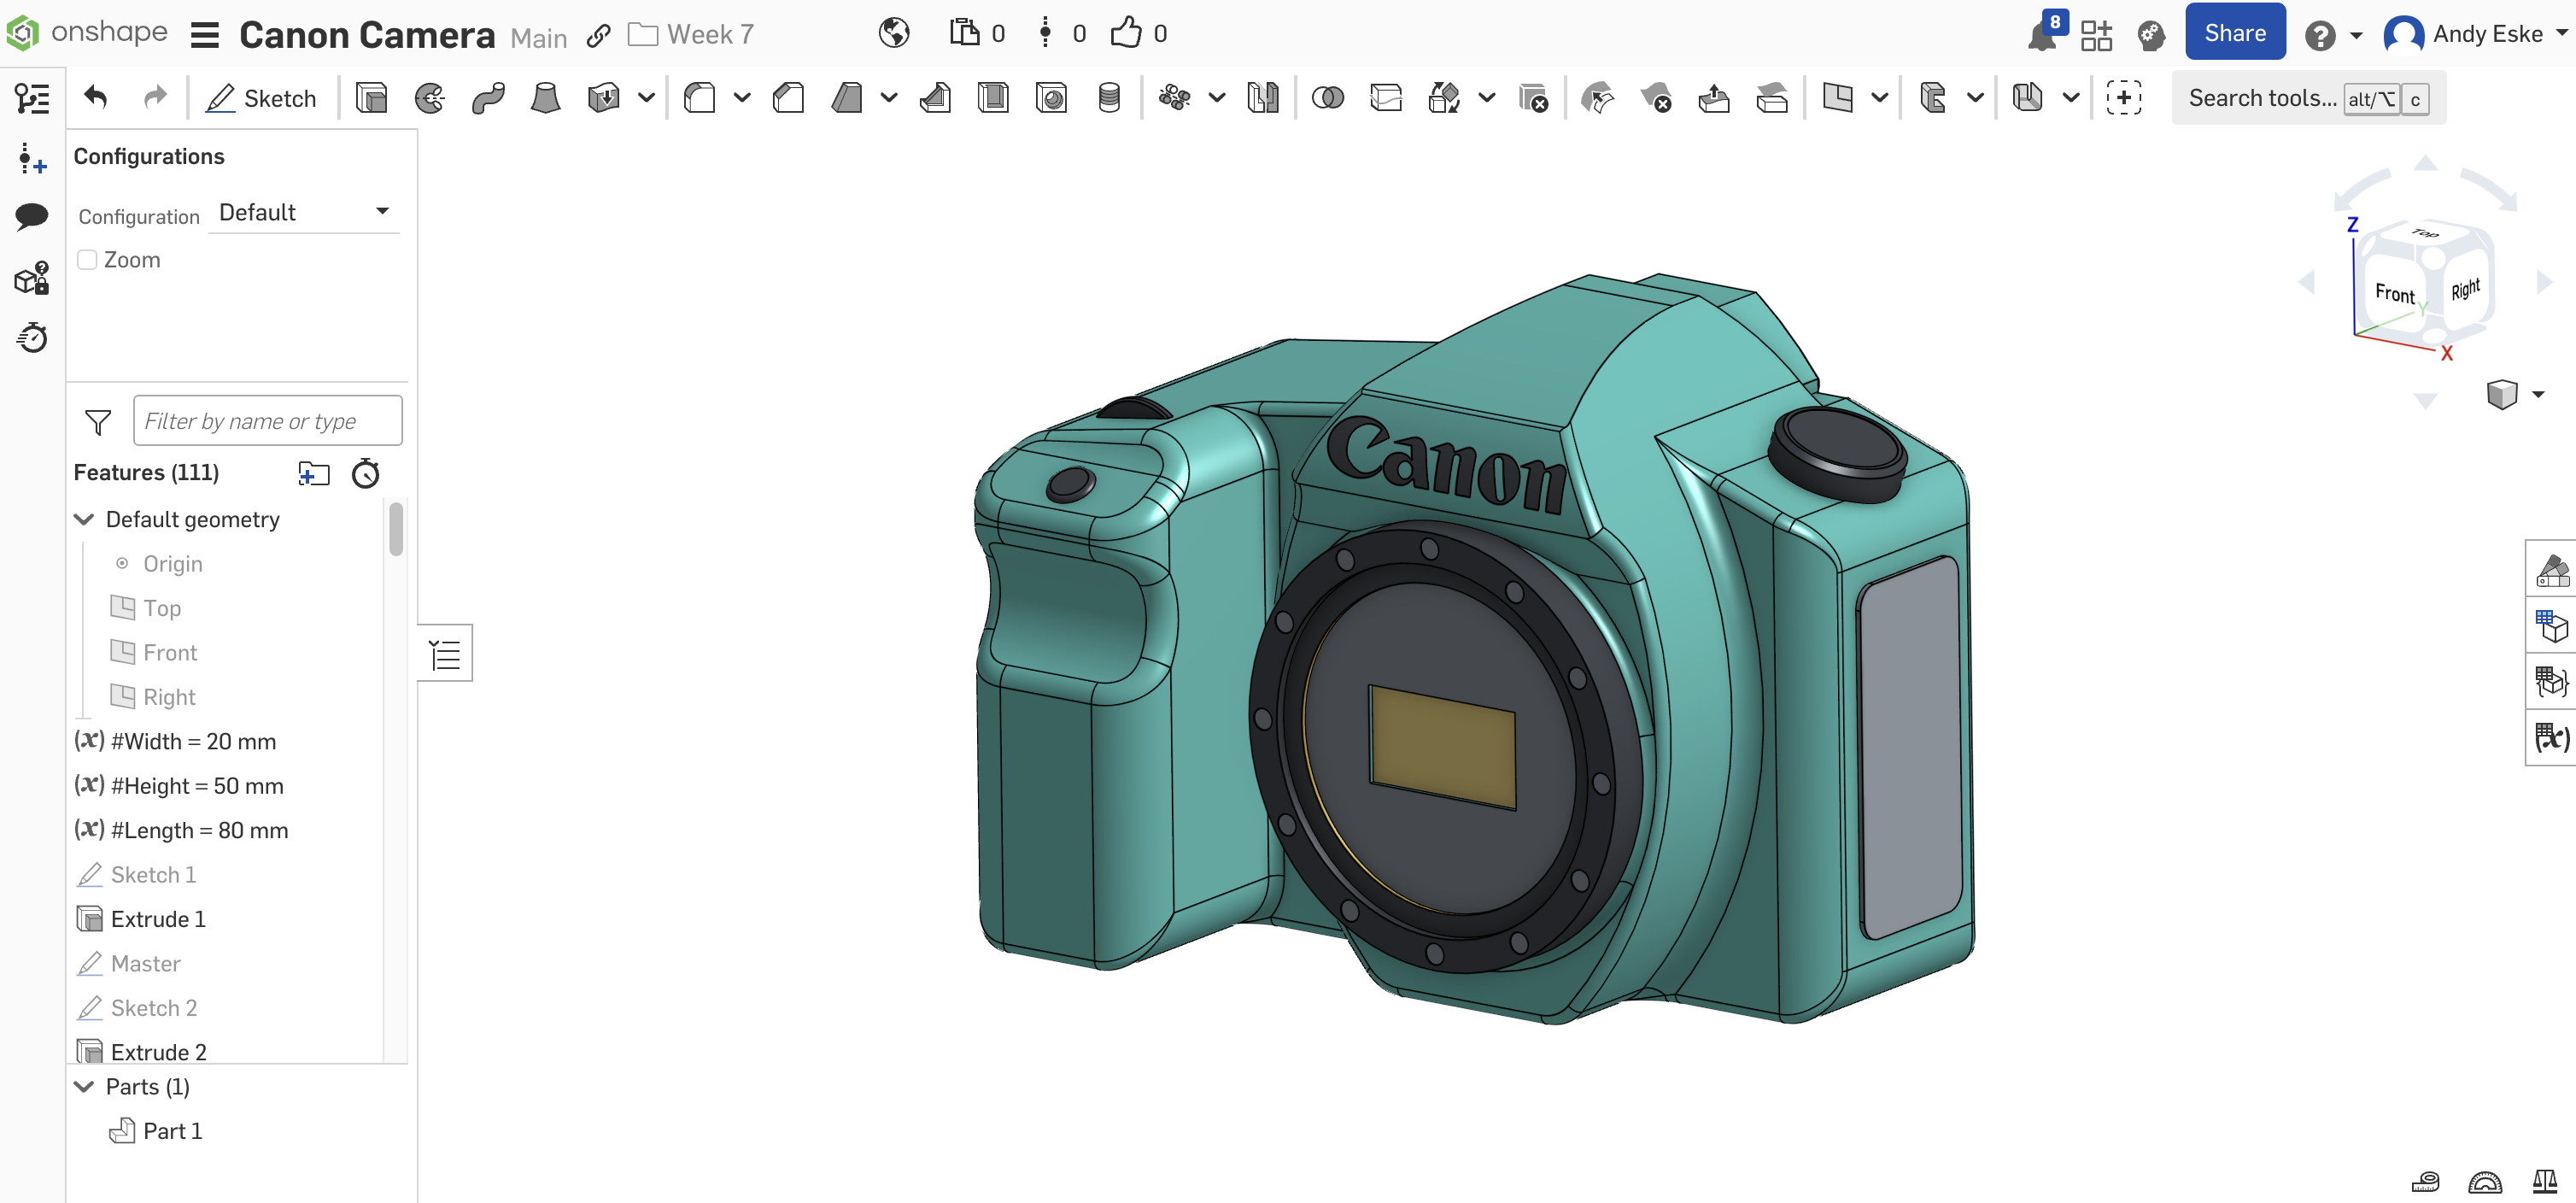 onshape Canon Camera Main Week 7 0 0 0 8 Share Andy Eske
Sketch Search tools... alt/⌥ c
Configurations
Configuration Default
Zoom
Filter by name or type
Features (111)
Default geometry
Origin
Top
Front
Right
(x) #Width = 20 mm
(x) #Height = 50 mm
(x) #Length = 80 mm
Sketch 1
Extrude 1
Master
Sketch 2
Extrude 2
Parts (1)
Part 1
Canon
Z
Top
Front
Right
Y
X
(x)